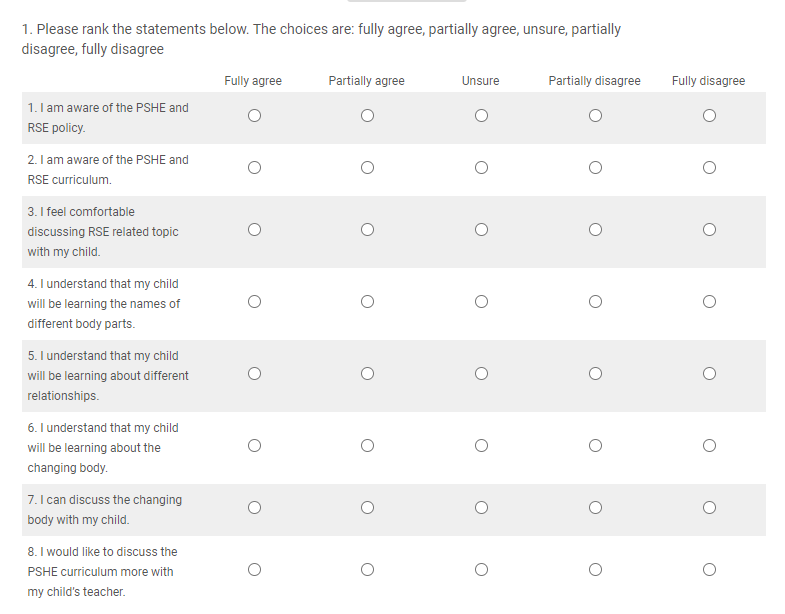 1. Please rank the statements below. The choices are: fully agree, partially agree, unsure, partially
disagree, fully disagree
Fully agree Partially agree Unsure Partially disagree Fully disagree
1. I am aware of the PSHE and
RSE policy.
2. I am aware of the PSHE and
RSE curriculum.
3. I feel comfortable
discussing RSE related topic
with my child.
4. I understand that my child
will be learning the names of
different body parts.
5. I understand that my child
will be learning about different
relationships.
6. I understand that my child
will be learning about the
changing body.
7. I can discuss the changing
body with my child.
8. I would like to discuss the
PSHE curriculum more with
my child's teacher.